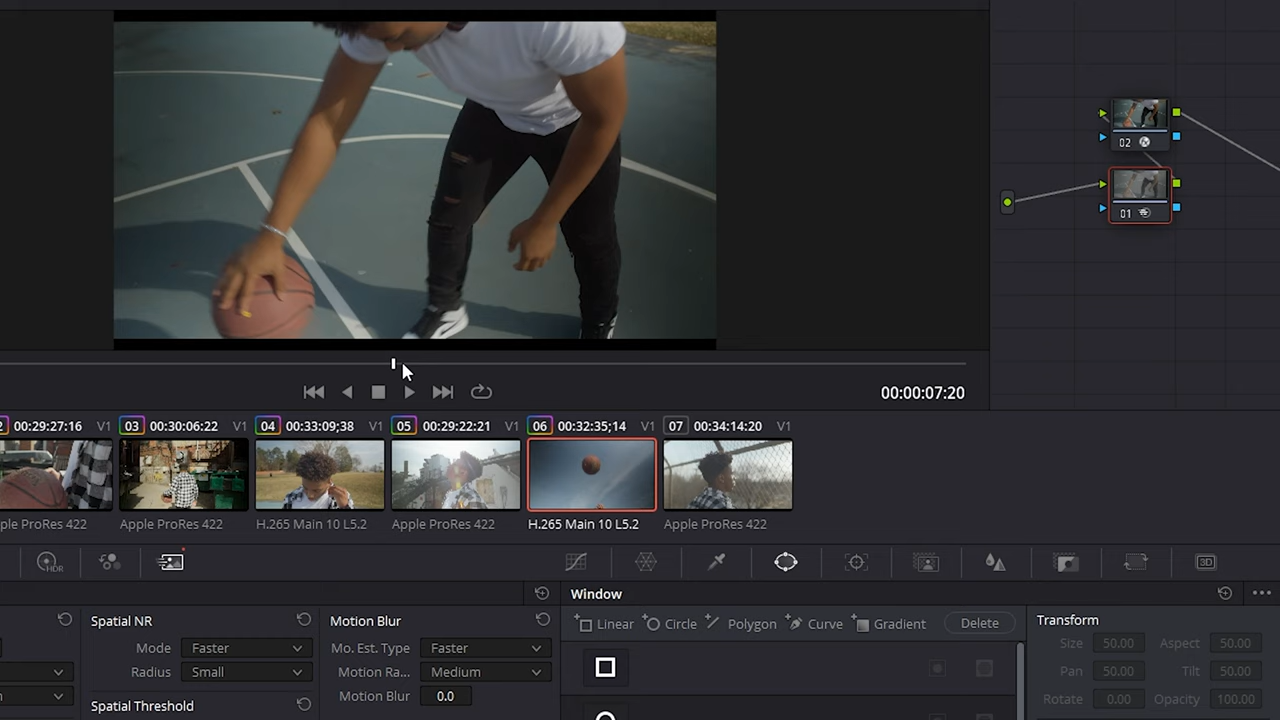 02
01
00:00:07:20
2 00:29:27:16 V1
03 00:30:06:22 V1
04 00:33:09;38 V1
05 00:29:22:21 V1
06 00:32:35;14 V1
07 00:34:14:20 V1
ple ProRes 422
Apple ProRes 422
H.265 Main 10 L5.2
Apple ProRes 422
H.265 Main 10 L5.2
Apple ProRes 422
HDR
3D
Window
Spatial NR
Motion Blur
Linear
Circle
Polygon
Curve
Gradient
Delete
Transform
Mode Faster
Mo. Est. Type Faster
Size 50.00 Aspect 50.00
Radius Small
Motion Ra... Medium
Pan 50.00 Tilt 50.00
Motion Blur 0.0
Rotate 0.00 Opacity 100.00
Spatial Threshold